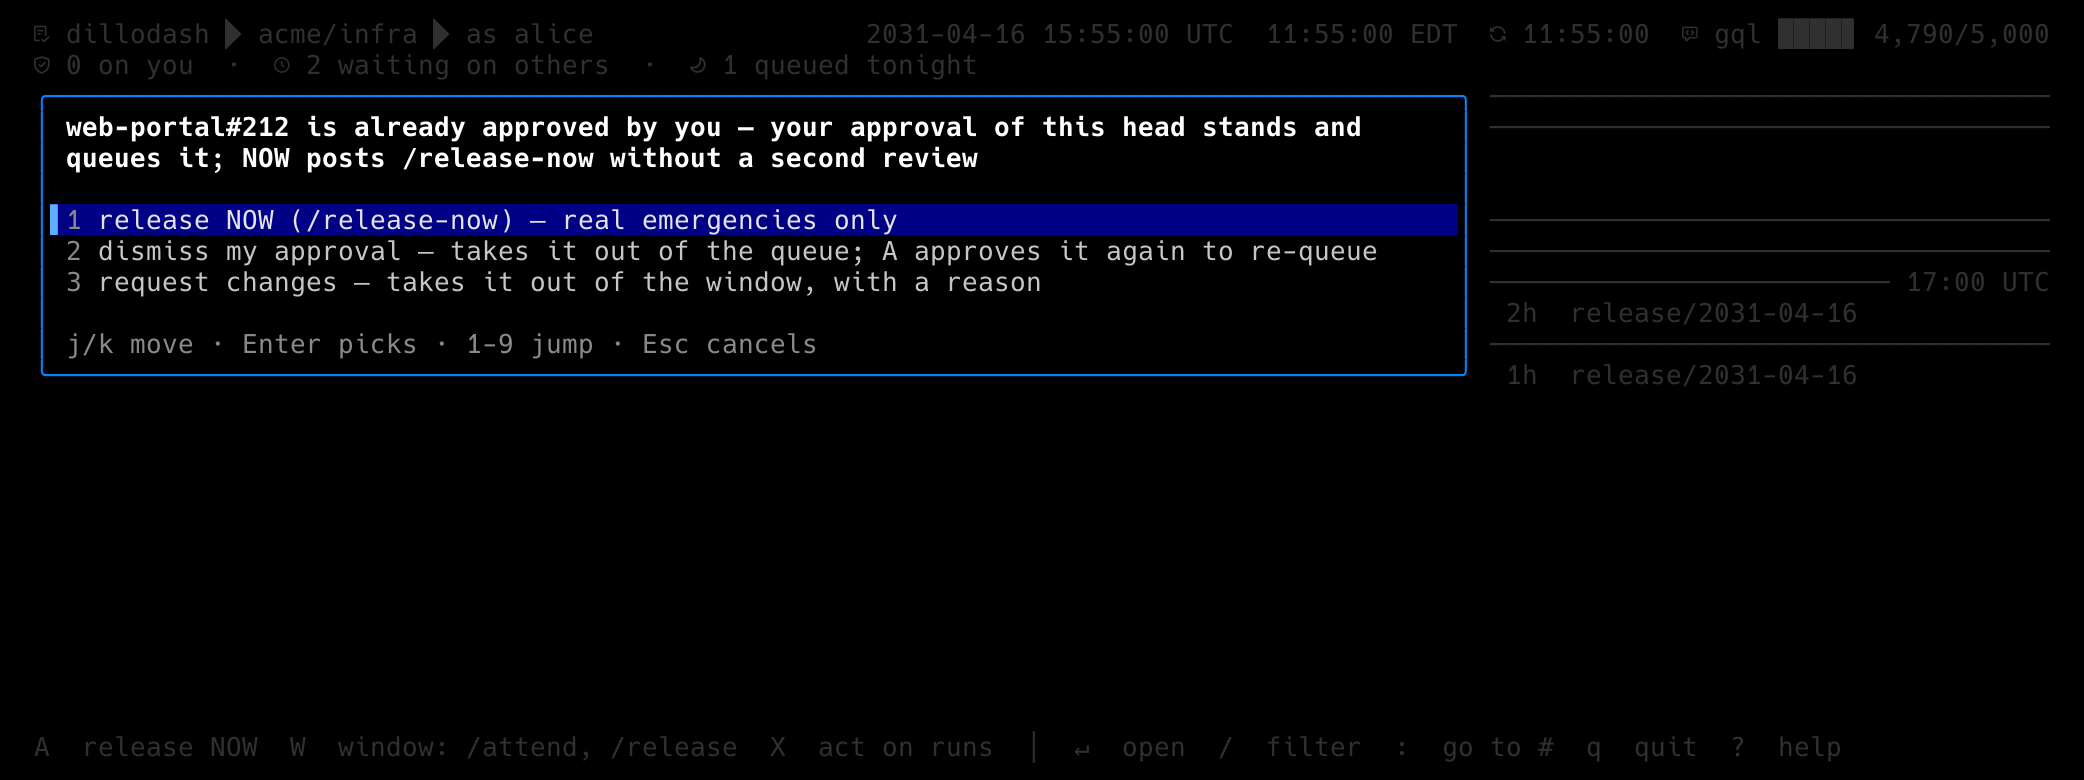 dillodash acme/infra as alice 2031-04-16 15:55:00 UTC 11:55:00 EDT 11:55:00 gql 4,790/5,000
0 on you · 2 waiting on others · 1 queued tonight
web-portal#212 is already approved by you — your approval of this head stands and
queues it; NOW posts /release-now without a second review
1 release NOW (/release-now) — real emergencies only
2 dismiss my approval — takes it out of the queue; A approves it again to re-queue
3 request changes — takes it out of the window, with a reason
j/k move · Enter picks · 1-9 jump · Esc cancels
17:00 UTC
2h release/2031-04-16
1h release/2031-04-16
A release NOW W window: /attend, /release X act on runs │ ↵ open / filter : go to # q quit ? help